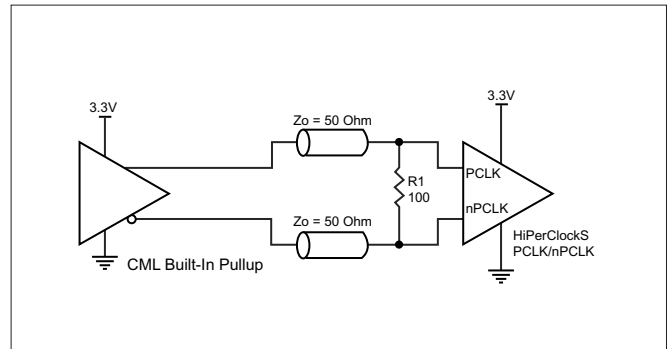 3.3V
3.3V
Zo = 50 Ohm
PCLK
R1
100
nPCLK
Zo = 50 Ohm
HiPerClockS
PCLK/nPCLK
CML Built-In Pullup